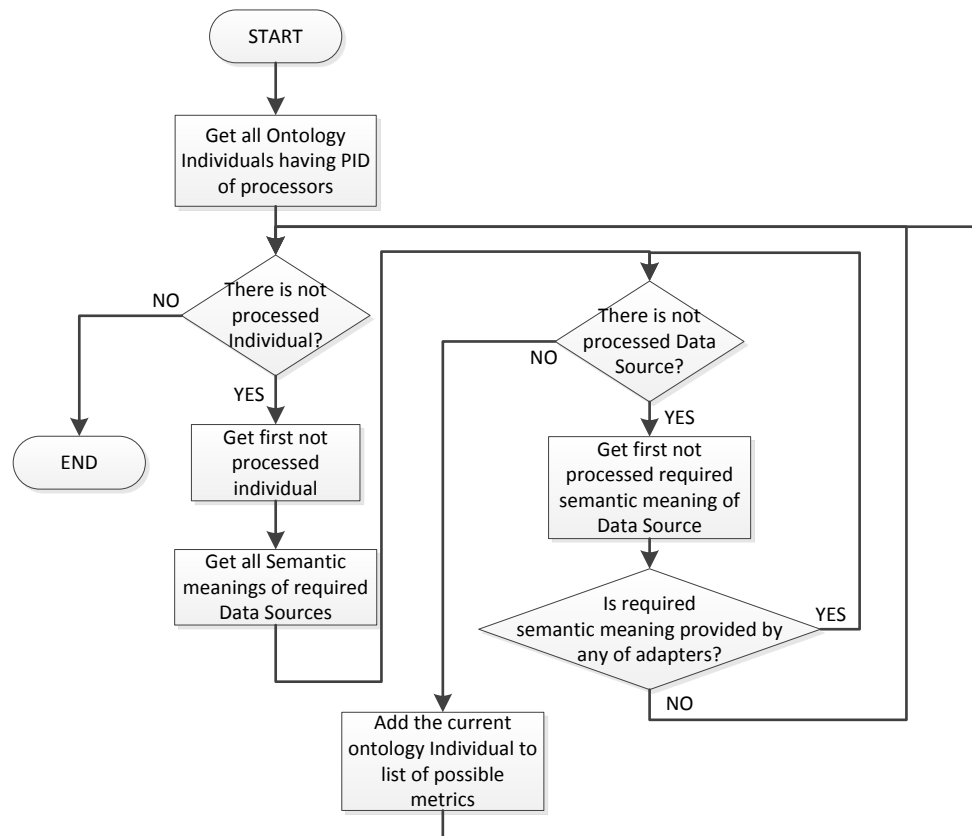 START
Get all Ontology
Individuals having PID
of processors
There is not
processed
Individual?
NO
YES
END
Get first not
processed
individual
Get all Semantic
meanings of required
Data Sources
There is not
processed Data
Source?
NO
YES
Get first not
processed required
semantic meaning of
Data Source
Is required
semantic meaning provided by
any of adapters?
YES
NO
Add the current
ontology Individual to
list of possible
metrics